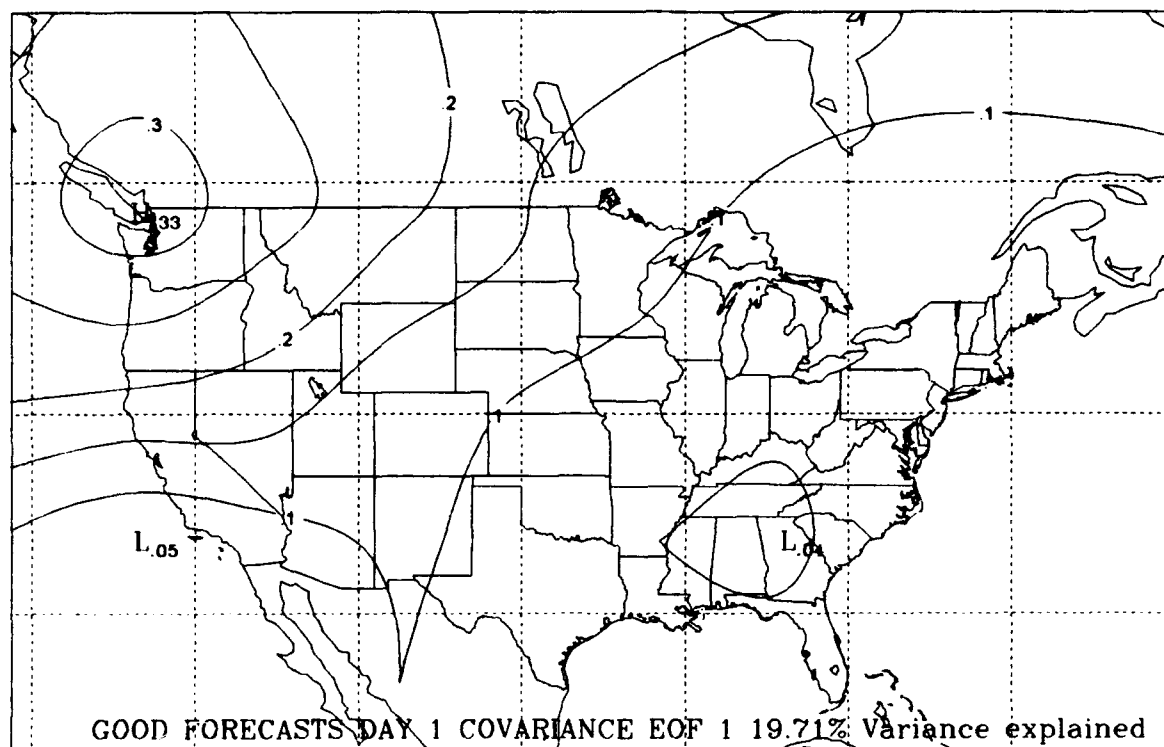 .1
.2
.3
.33
.2
.1
.1
L.05
L.04
GOOD FORECASTS DAY 1 COVARIANCE EOF 1 19.71% Variance explained